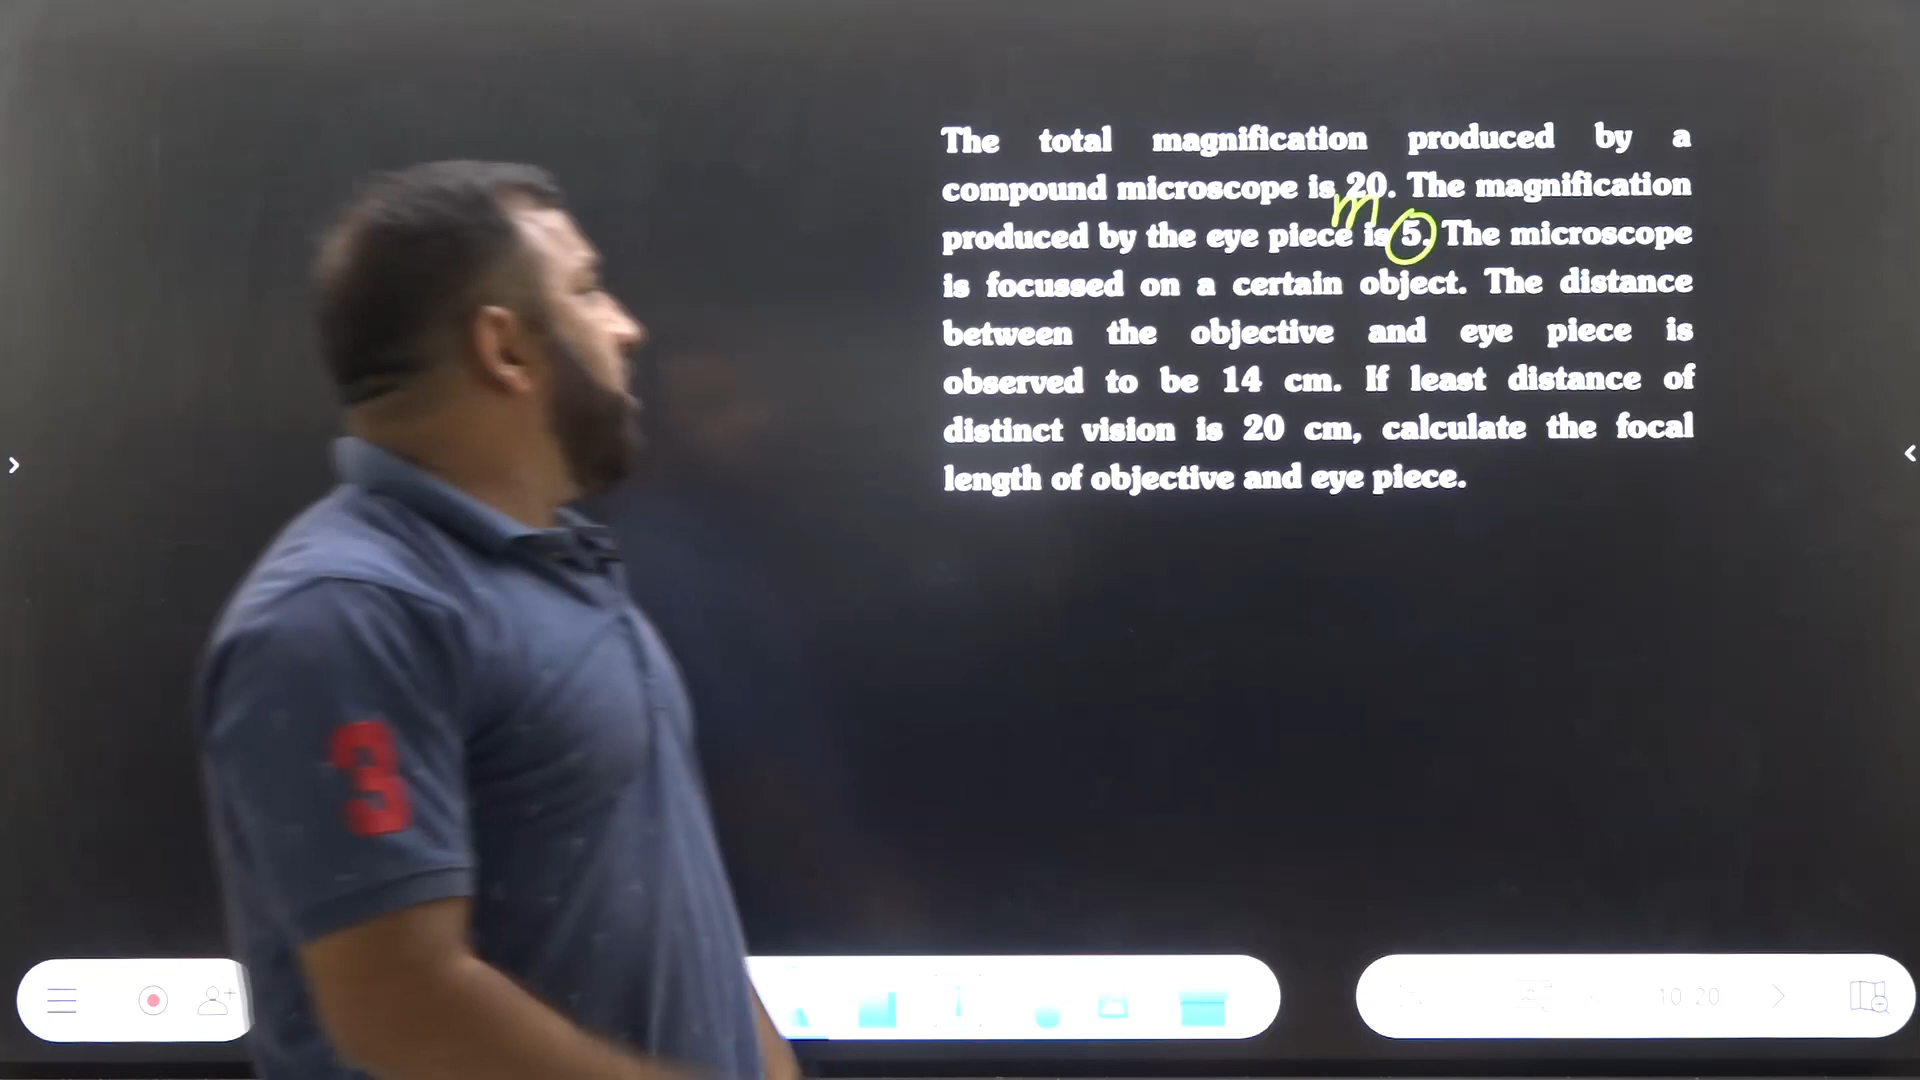 The total magnification produced by a
compound microscope is 20. The magnification
m
produced by the eye piece is 5. The microscope
is focussed on a certain object. The distance
between the objective and eye piece is
observed to be 14 cm. If least distance of
distinct vision is 20 cm, calculate the focal
length of objective and eye piece.
3
10 20